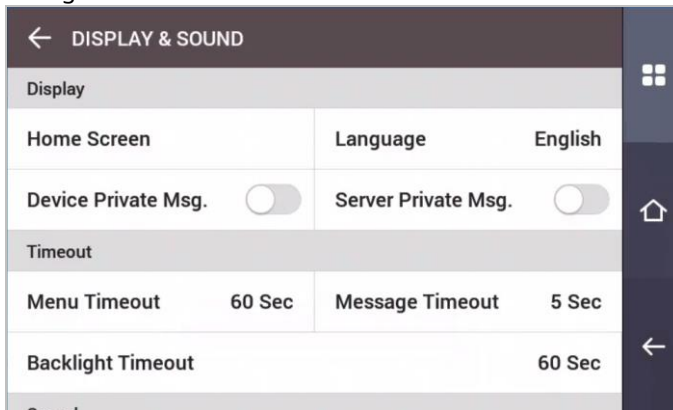 DISPLAY & SOUND
Display
Home Screen
Language English
Device Private Msg.
Server Private Msg.
Timeout
Menu Timeout 60 Sec
Message Timeout 5 Sec
Backlight Timeout 60 Sec